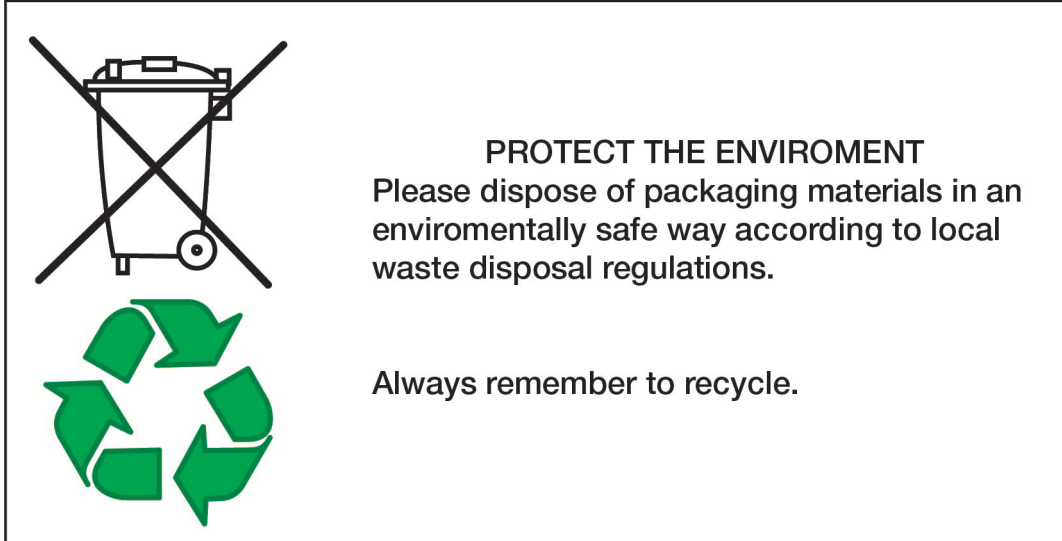 PROTECT THE ENVIROMENT
Please dispose of packaging materials in an
enviromentally safe way according to local
waste disposal regulations.
Always remember to recycle.